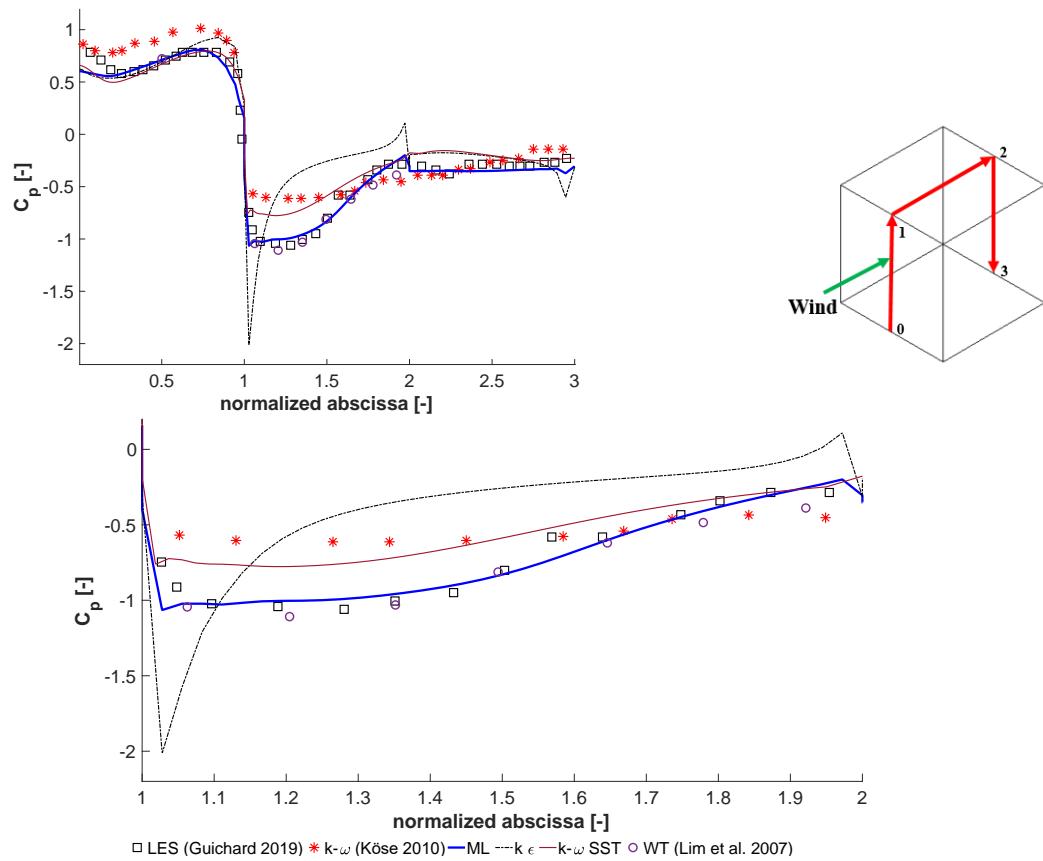 1
0.5
0
-0.5
-1
-1.5
-2
C_p [-]
0.5 1 1.5 2 2.5 3
normalized abscissa [-]
2
1
3
0
Wind
0
-0.5
-1
-1.5
-2
C_p [-]
1 1.1 1.2 1.3 1.4 1.5 1.6 1.7 1.8 1.9 2
normalized abscissa [-]
LES (Guichard 2019) k-ω (Köse 2010) ML k ϵ k-ω SST WT (Lim et al. 2007)